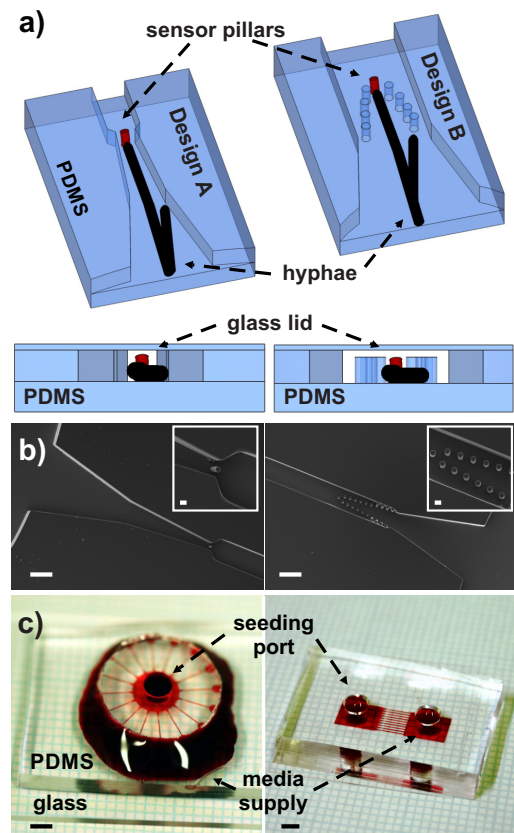 a)
sensor pillars
PDMS
Design A
Design B
hyphae
glass lid
PDMS
PDMS
b)
c)
seeding
port
PDMS
glass
media
supply